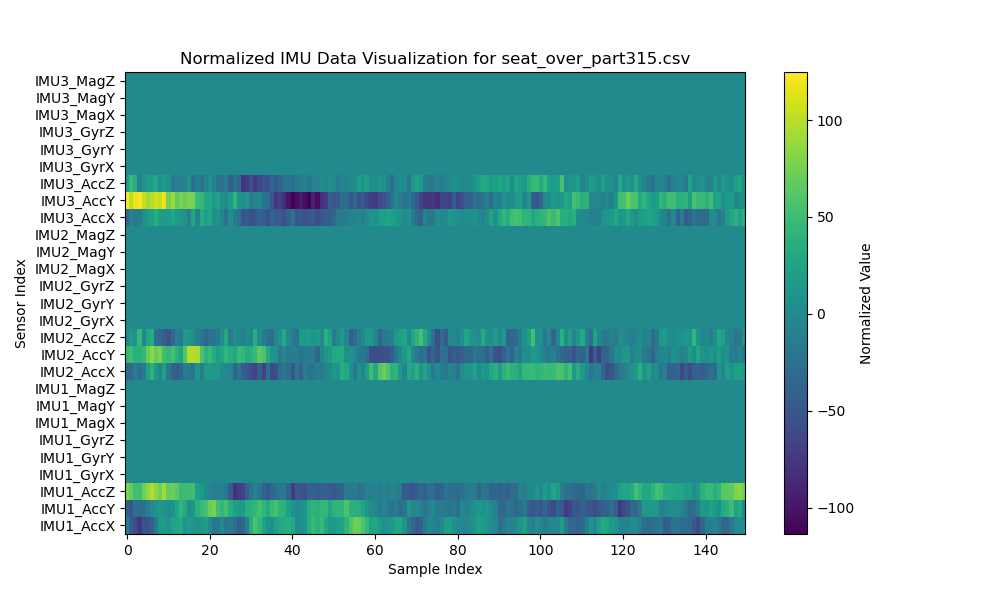 Normalized IMU Data Visualization for seat_over_part315.csv
IMU3_MagZ
IMU3_MagY
IMU3_MagX
IMU3_GyrZ
IMU3_GyrY
IMU3_GyrX
IMU3_AccZ
IMU3_AccY
IMU3_AccX
IMU2_MagZ
IMU2_MagY
IMU2_MagX
IMU2_GyrZ
IMU2_GyrY
IMU2_GyrX
IMU2_AccZ
IMU2_AccY
IMU2_AccX
IMU1_MagZ
IMU1_MagY
IMU1_MagX
IMU1_GyrZ
IMU1_GyrY
IMU1_GyrX
IMU1_AccZ
IMU1_AccY
IMU1_AccX
Sensor Index
0 20 40 60 80 100 120 140
Sample Index
100
50
0
−50
−100
Normalized Value